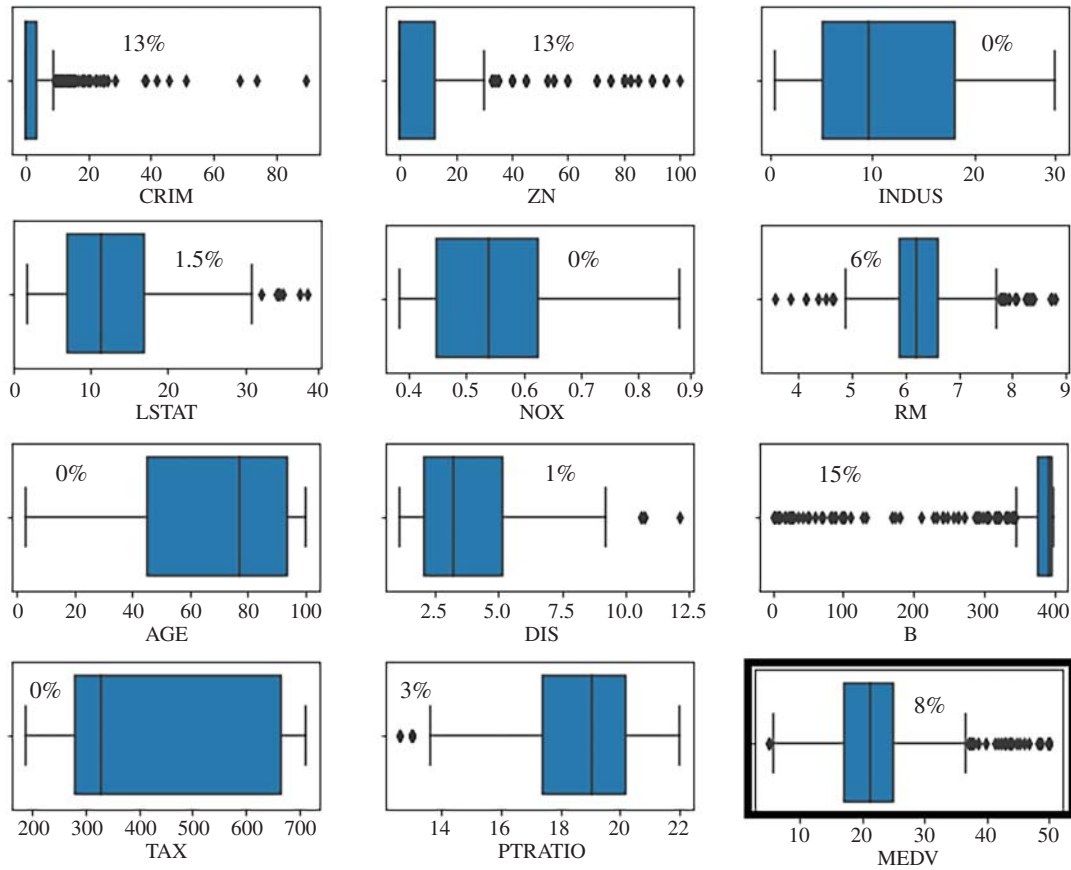 13% 13% 0%
0 20 40 60 80 0 20 40 60 80 100 0 10 20 30
CRIM ZN INDUS
1.5% 0% 6%
0 10 20 30 40 0.4 0.5 0.6 0.7 0.8 0.9 4 5 6 7 8 9
LSTAT NOX RM
0% 1% 15%
0 20 40 60 80 100 2.5 5.0 7.5 10.0 12.5 0 100 200 300 400
AGE DIS B
0% 3% 8%
200 300 400 500 600 700 14 16 18 20 22 10 20 30 40 50
TAX PTRATIO MEDV